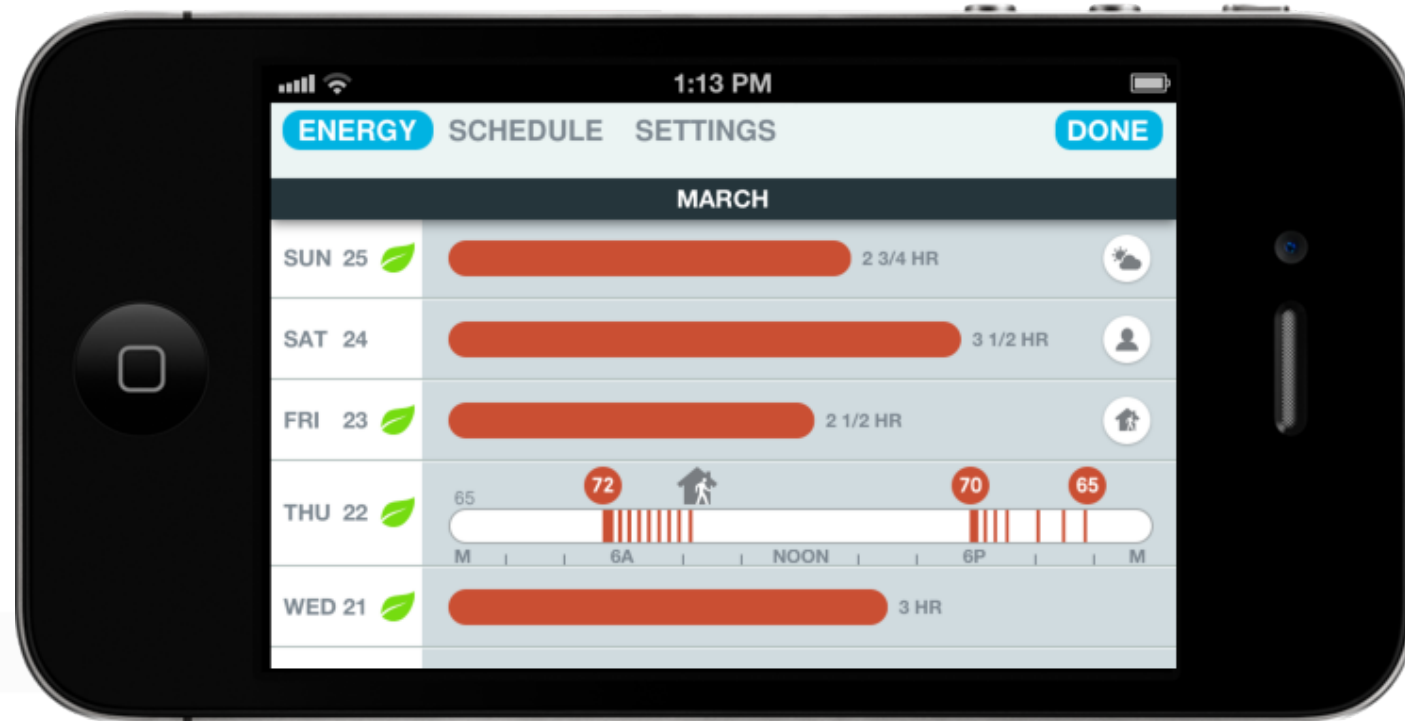 1:13 PM
ENERGY SCHEDULE SETTINGS DONE
MARCH
SUN 25 2 3/4 HR
SAT 24 3 1/2 HR
FRI 23 2 1/2 HR
65 72 70 65
THU 22
M 6A NOON 6P M
WED 21 3 HR